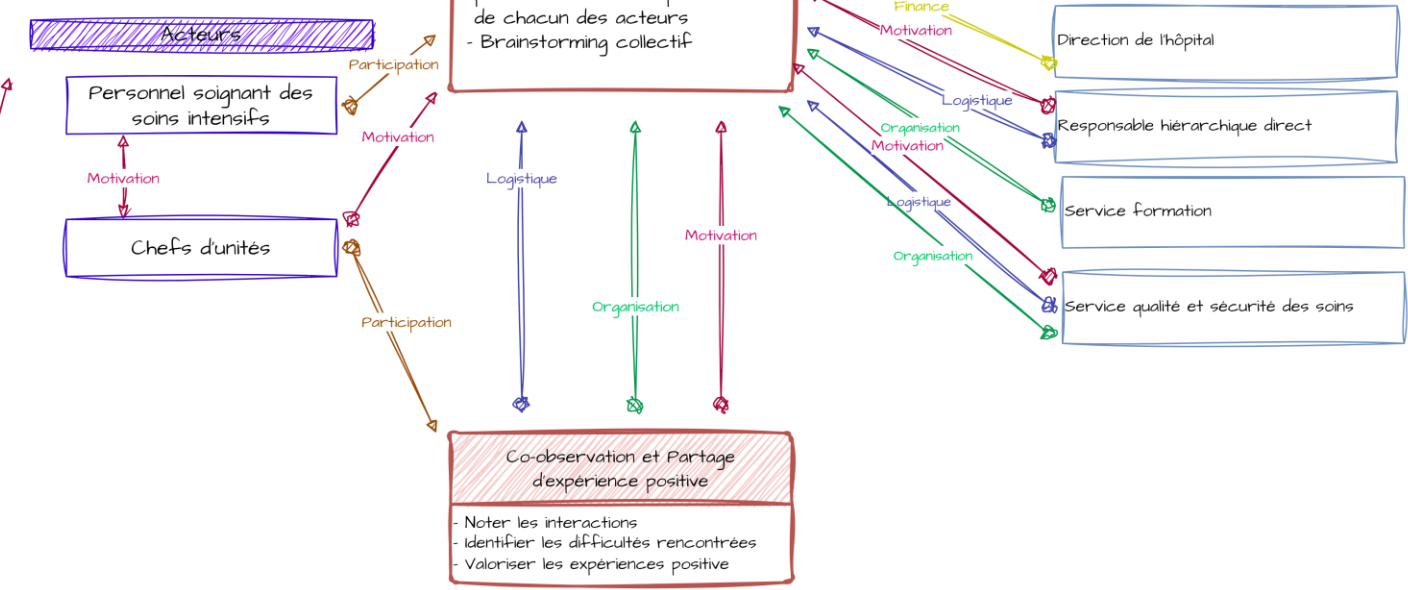 de chacun des acteurs
- Brainstorming collectif
Acteurs
Personnel soignant des
soins intensifs
Chefs d'unités
Participation
Motivation
Motivation
Participation
Logistique
Organisation
Motivation
Finance
Motivation
Logistique
Organisation
Motivation
Logistique
Organisation
Direction de l'hôpital
Responsable hiérarchique direct
Service formation
Service qualité et sécurité des soins
Co-observation et Partage
d'expérience positive
- Noter les interactions
- Identifier les difficultés rencontrées
- Valoriser les expériences positive